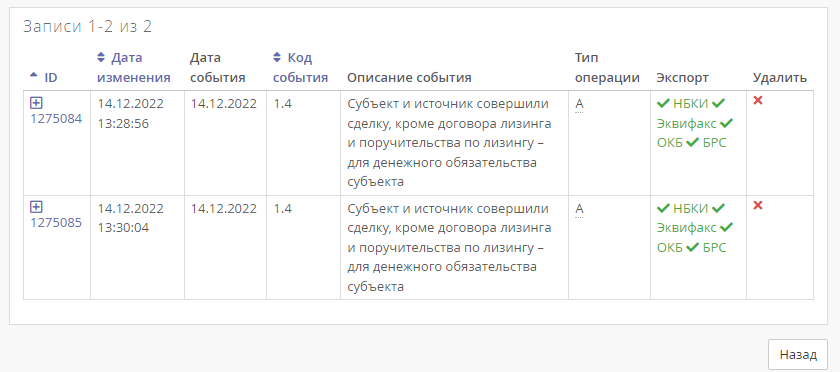 Записи 1-2 из 2
ID
Дата изменения
Дата события
Код события
Описание события
Тип операции
Экспорт
Удалить
1275084
14.12.2022
13:28:56
14.12.2022
1.4
Субъект и источник совершили
сделку, кроме договора лизинга
и поручительства по лизингу –
для денежного обязательства
субъекта
A
НБКИ
Эквифакс
ОКБ БРС
1275085
14.12.2022
13:30:04
14.12.2022
1.4
Субъект и источник совершили
сделку, кроме договора лизинга
и поручительства по лизингу –
для денежного обязательства
субъекта
A
НБКИ
Эквифакс
ОКБ БРС
Назад